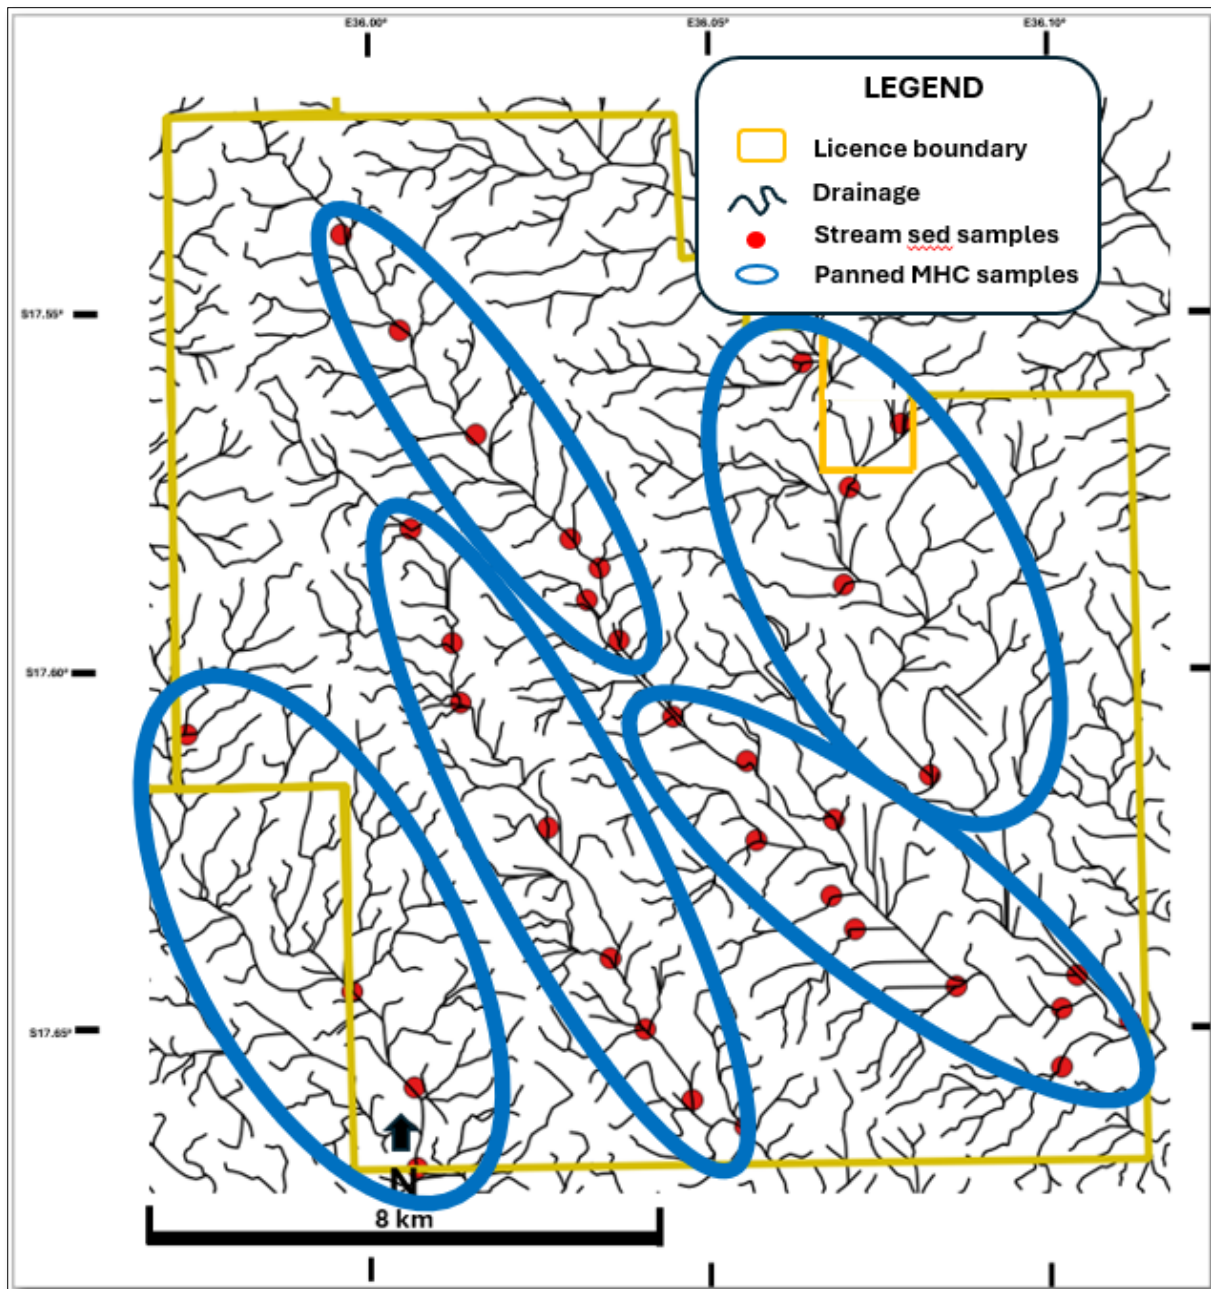 E36.00°
E36.05°
E36.10°
LEGEND
Licence boundary
Drainage
Stream sed samples
Panned MHC samples
S17.55°
S17.60°
S17.65°
N
8 km